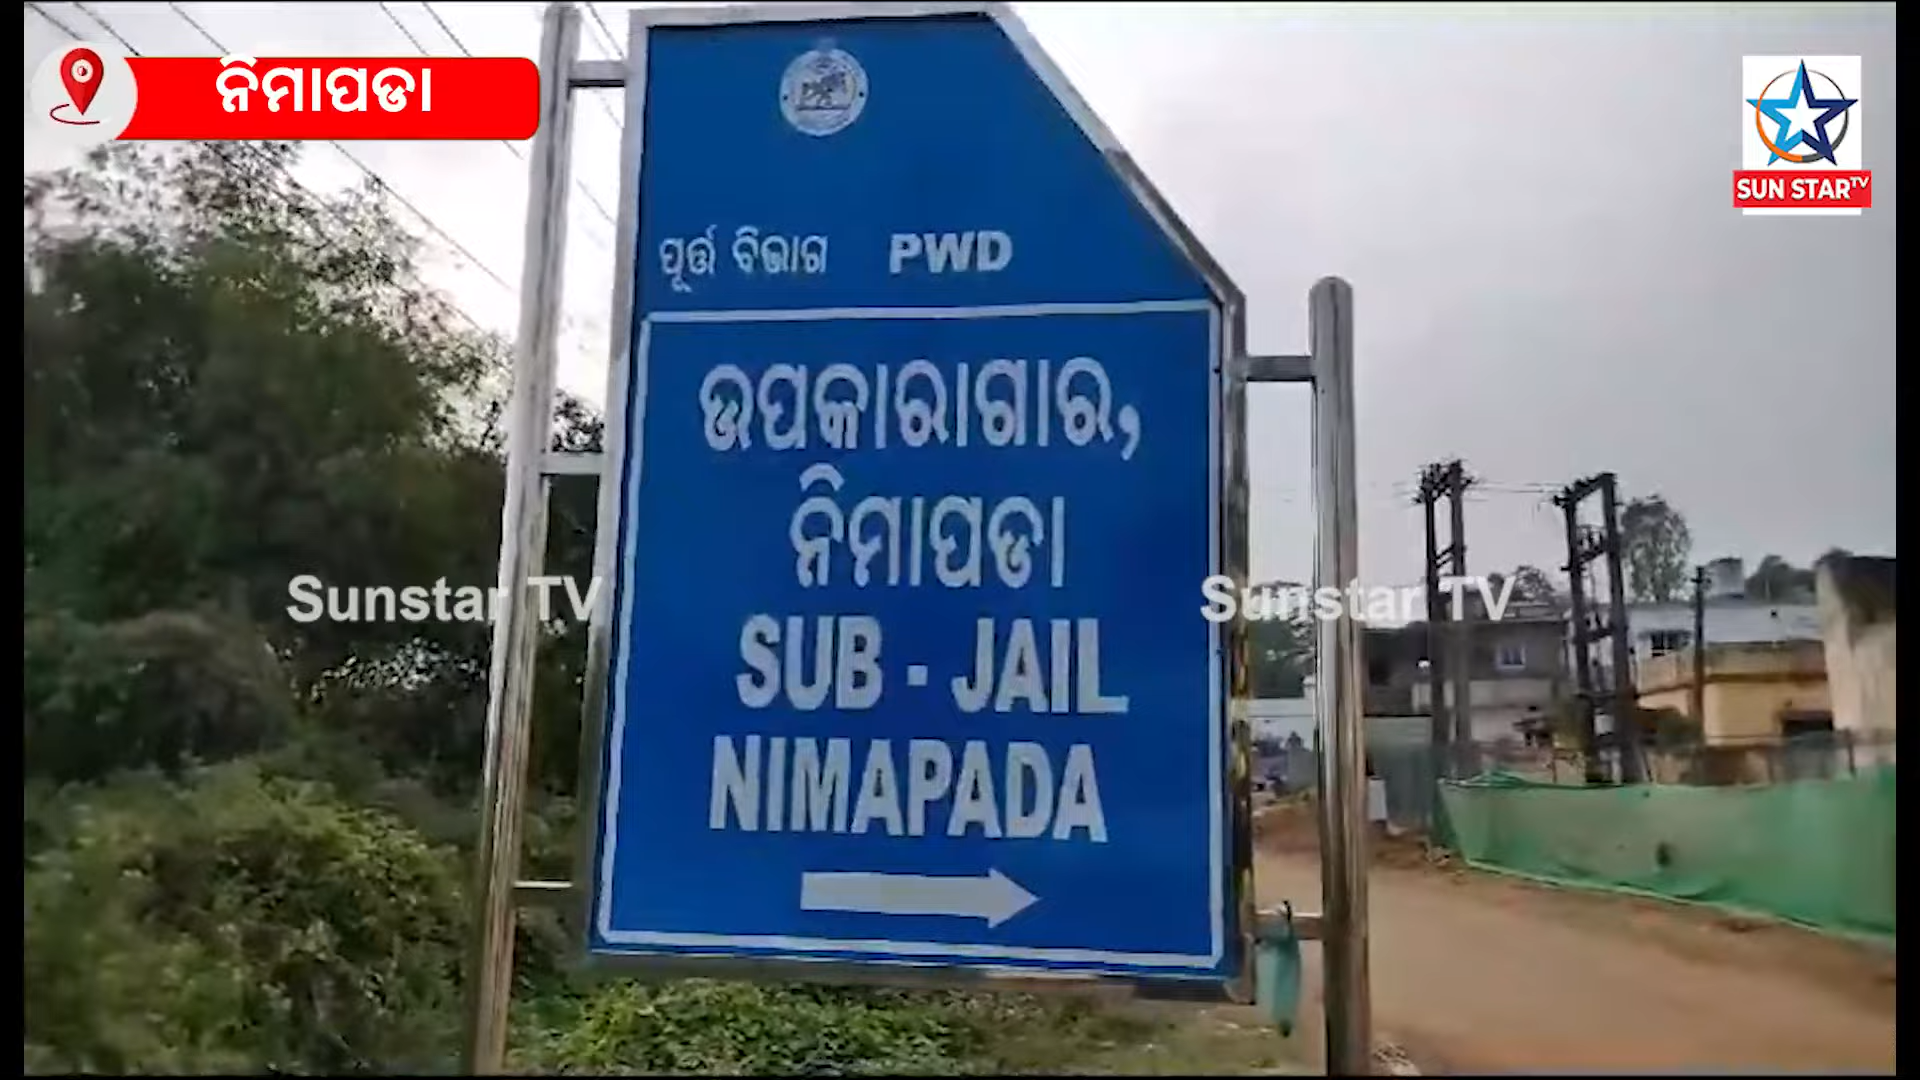 ନିମାପଡା
SUN STAR TV
ପୂର୍ତ୍ତ ବିଭାଗ PWD
ଉପକାରାଗାର,
ନିମାପଡା
SUB - JAIL
NIMAPADA
Sunstar TV
Sunstar TV